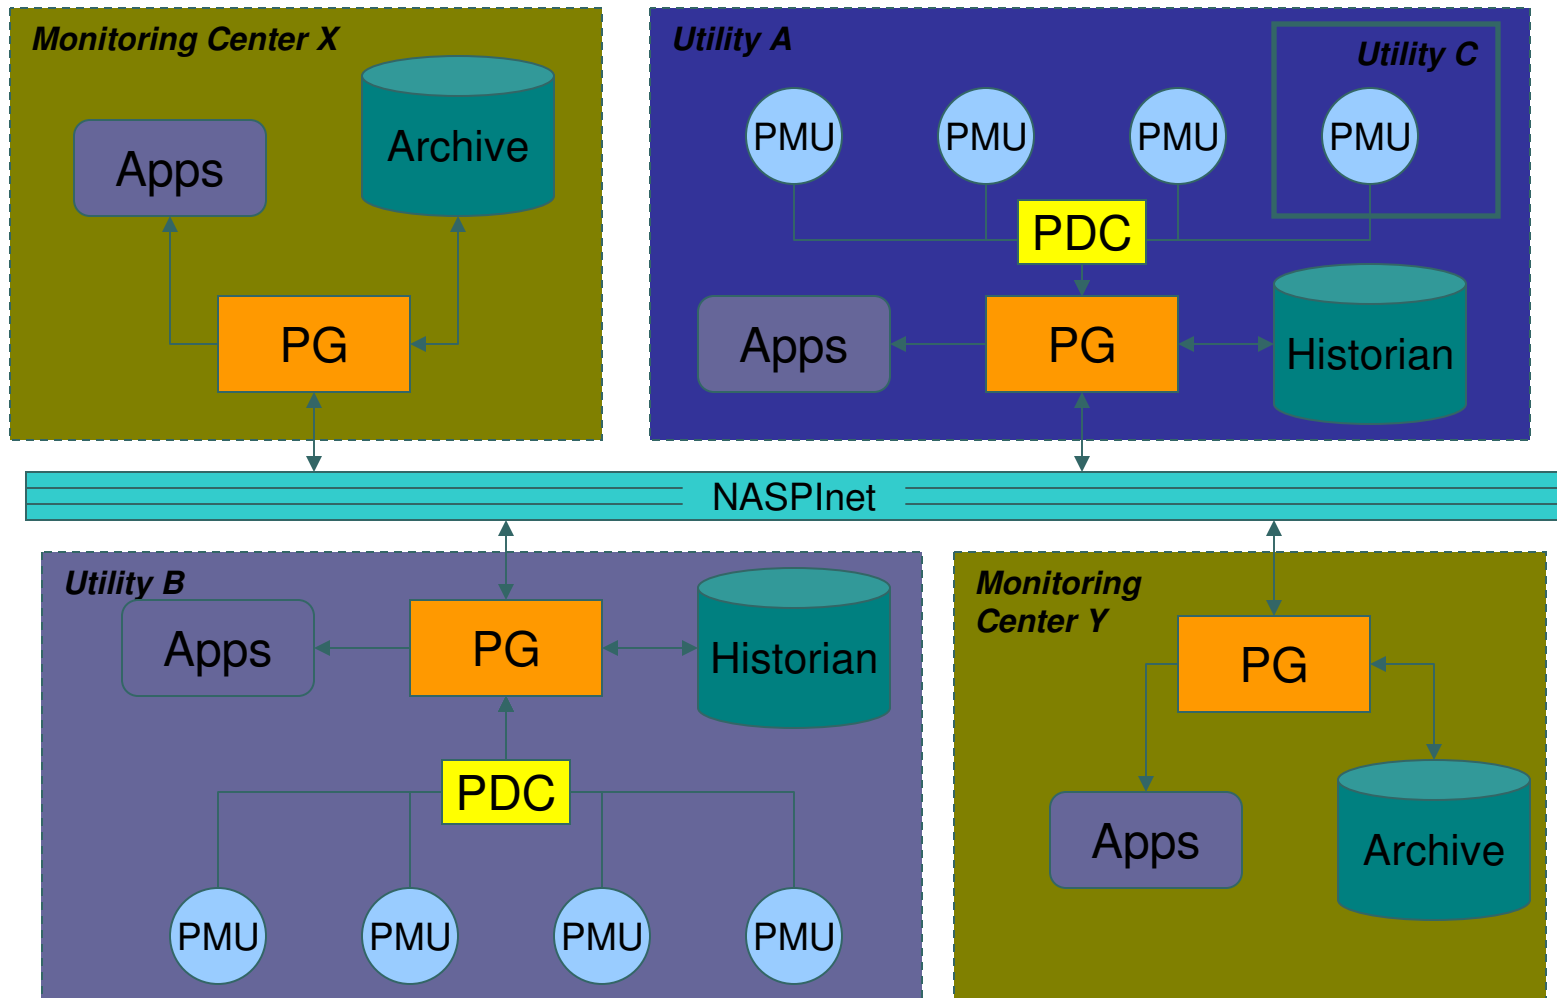 Monitoring Center X
Apps
Archive
PG
Utility A
Utility C
PMU
PMU
PMU
PMU
PDC
Apps
PG
Historian
NASPInet
Utility B
Apps
PG
Historian
PDC
PMU
PMU
PMU
PMU
Monitoring
Center Y
PG
Apps
Archive